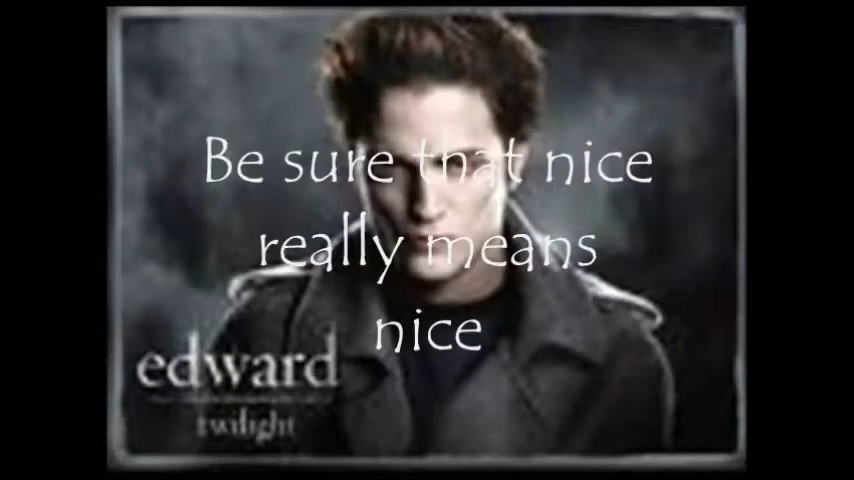 Be sure that nice
really means
nice
edward
twilight